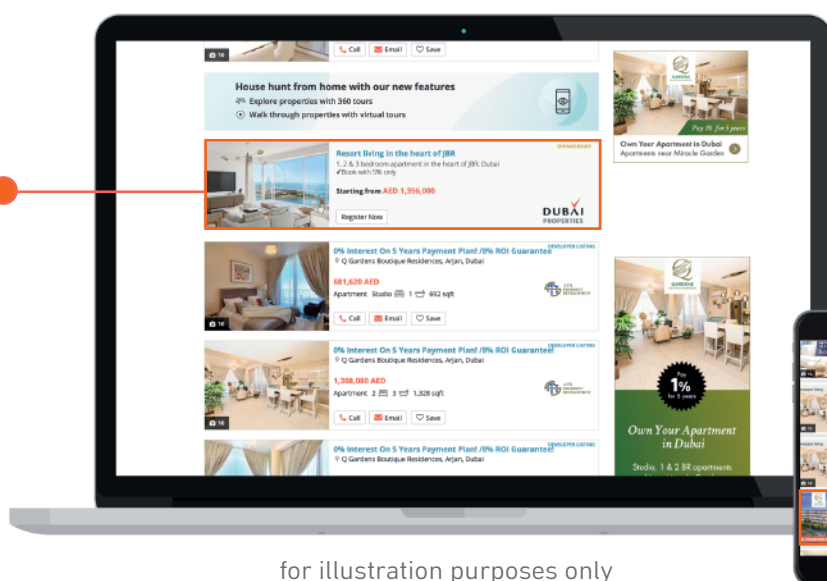 10
Call Email Save
House hunt from home with our new features
Explore properties with 360 tours
Walk through properties with virtual tours
SPONSORSHIP
Resort living in the heart of JBR
1, 2 & 3 bedroom apartment in the heart of JBR, Dubai
Book with 5% only
Starting from AED 1,356,000
Register Now
DUBAI
PROPERTIES
DEVELOPER LISTING
0% Interest On 5 Years Payment Plan! /8% ROI Guarantee!
Q Gardens Boutique Residences, Arjan, Dubai
681,620 AED
Apartment Studio 1 692 sqft
10
Call Email Save
DEVELOPER LISTING
0% Interest On 5 Years Payment Plan! /8% ROI Guarantee!
Q Gardens Boutique Residences, Arjan, Dubai
1,308,080 AED
Apartment 2 3 1,328 sqft
10
Call Email Save
DEVELOPER LISTING
0% Interest On 5 Years Payment Plan! /8% ROI Guarantee!
Q Gardens Boutique Residences, Arjan, Dubai
GARDENS
Pay 1% for 5 years
Own Your Apartment in Dubai
Apartments near Miracle Garden
GARDENS
Pay
1%
for 5 years
Own Your Apartment
in Dubai
Studio, 1 & 2 BR apartments
for illustration purposes only